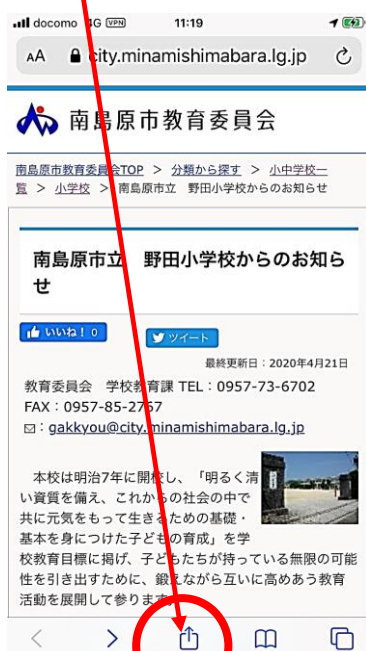 docomo 4G VPN 11:19
AA city.minamishimabara.lg.jp
南島原市教育委員会
南島原市教育委員会TOP > 分類から探す > 小中学校一
覧 > 小学校 > 南島原市立 野田小学校からのお知らせ
南島原市立 野田小学校からのお知ら
せ
いいね! 0 ツイート
最終更新日:2020年4月21日
教育委員会 学校教育課 TEL:0957-73-6702
FAX:0957-85-2767
:gakkyou@city.minamishimabara.lg.jp
本校は明治7年に開校し、「明るく清
い資質を備え、これからの社会の中で
共に元気をもって生きるための基礎・
基本を身につけた子どもの育成」を学
校教育目標に掲げ、子どもたちが持っている無限の可能
性を引き出すために、鍛えながら互いに高めあう教育
活動を展開して参ります。